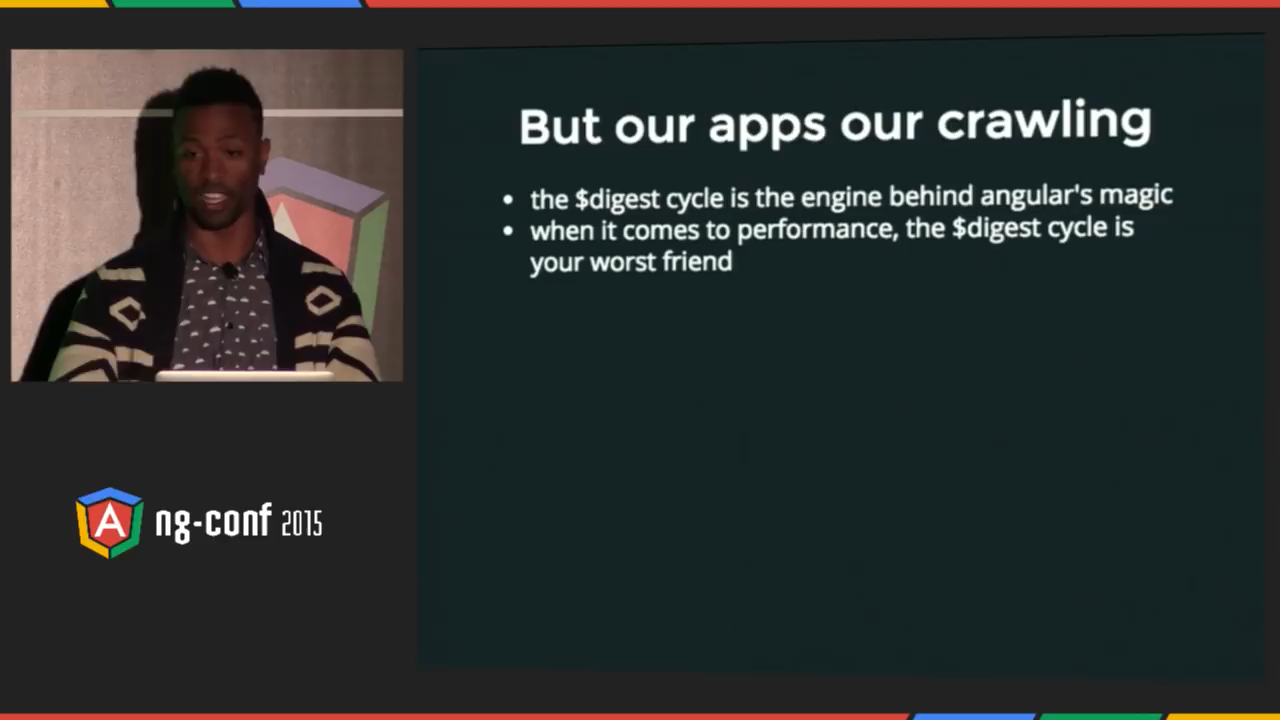 But our apps our crawling
• the $digest cycle is the engine behind angular's magic
• when it comes to performance, the $digest cycle is
your worst friend
A
ng-conf 2015